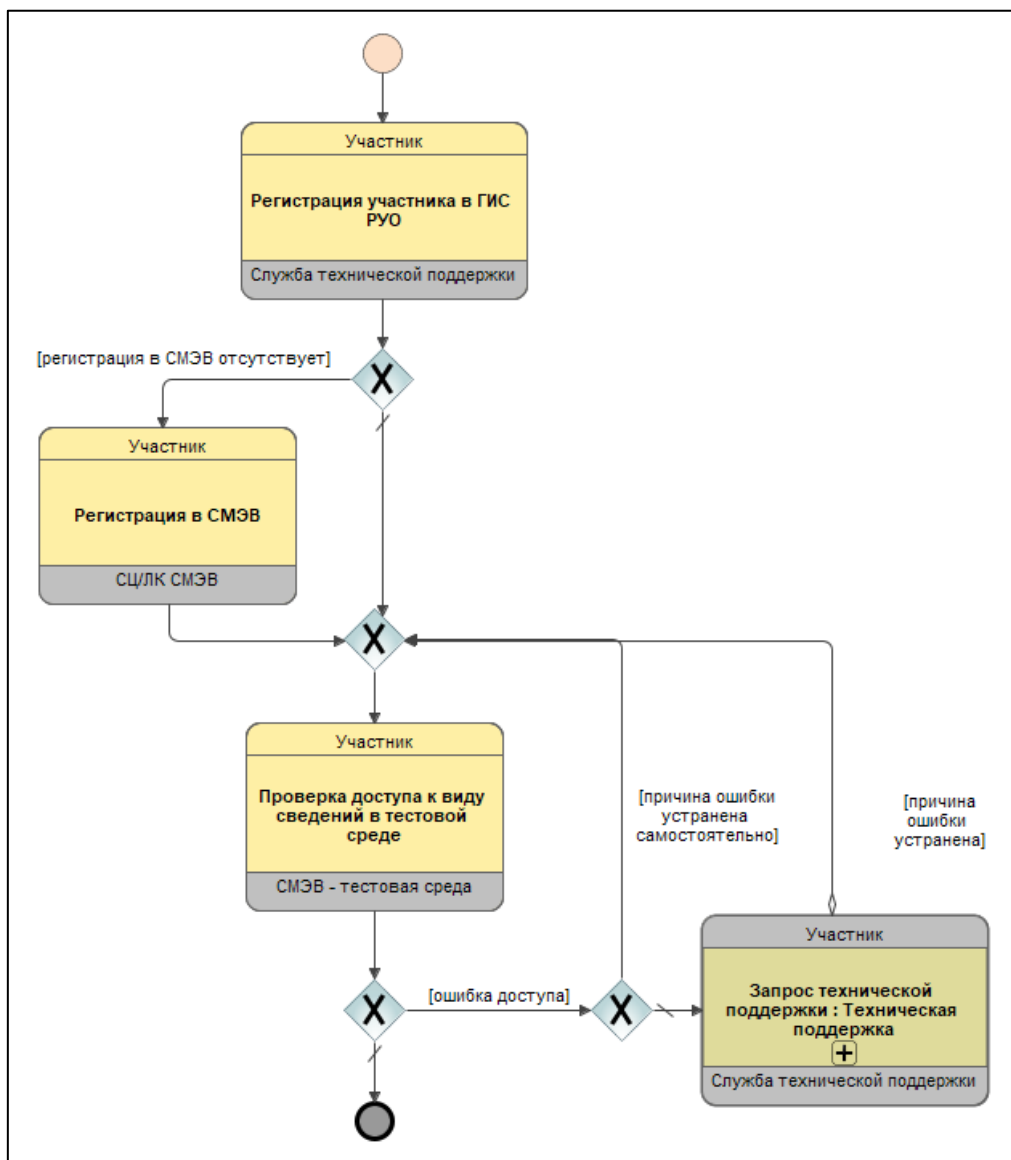 Участник
Регистрация участника в ГИС
РУО
Служба технической поддержки
[регистрация в СМЭВ отсутствует]
X
Участник
Регистрация в СМЭВ
СЦ/ЛК СМЭВ
X
Участник
Проверка доступа к виду
сведений в тестовой
среде
СМЭВ - тестовая среда
[причина ошибки
устранена
самостоятельно]
[причина
ошибки
устранена]
X
[ошибка доступа]
X
Участник
Запрос технической
поддержки : Техническая
поддержка
+
Служба технической поддержки